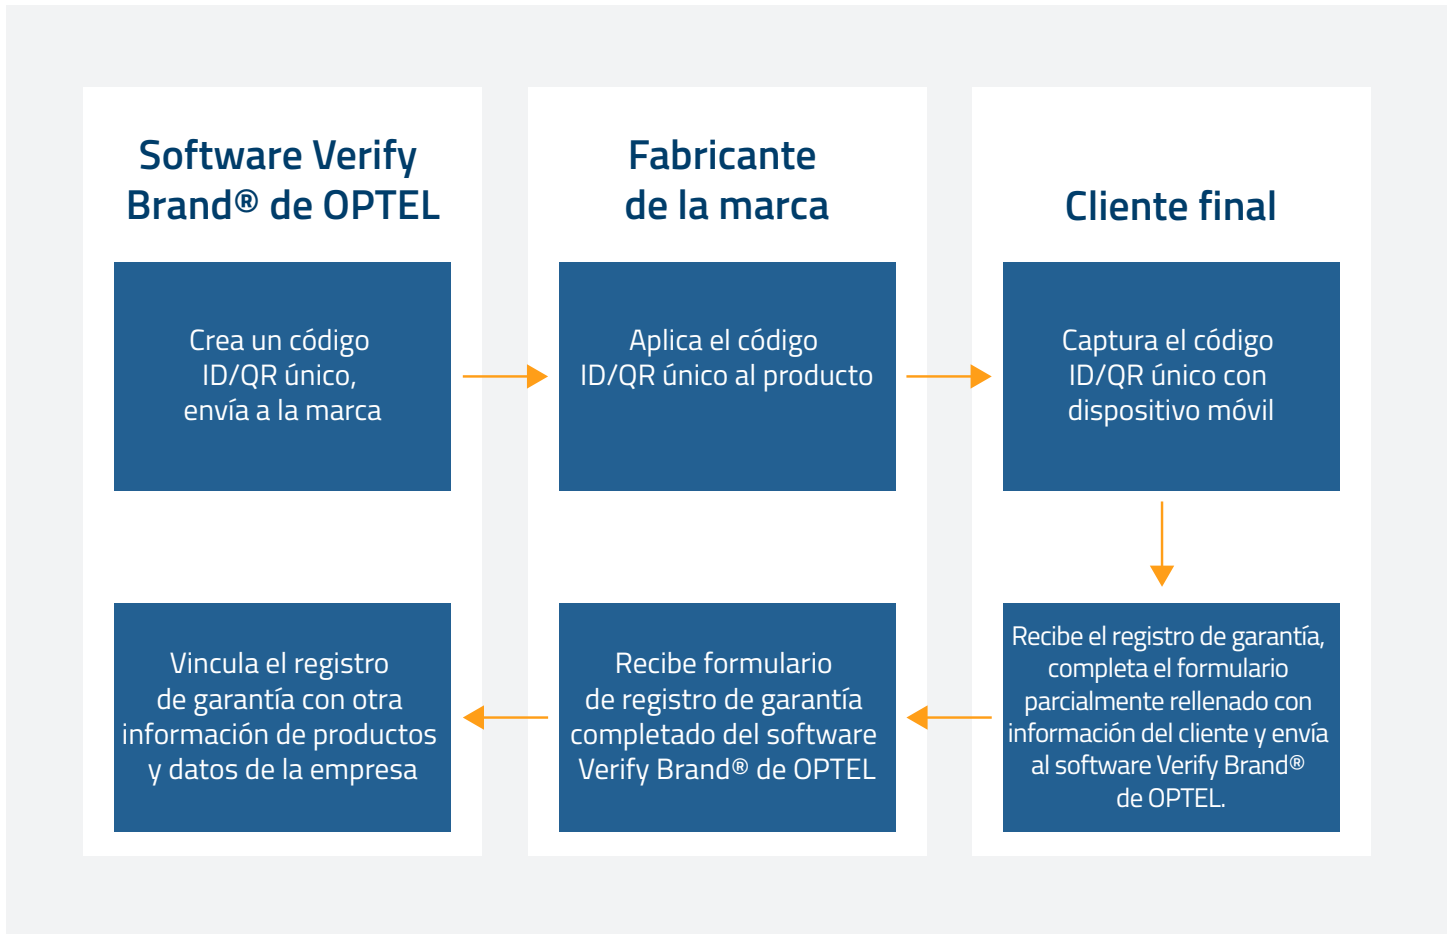 Software Verify
Brand® de OPTEL
Crea un código
ID/QR único,
envía a la marca
Vincula el registro
de garantía con otra
información de productos
y datos de la empresa
Fabricante
de la marca
Aplica el código
ID/QR único al producto
Recibe formulario
de registro de garantía
completado del software
Verify Brand® de OPTEL
Cliente final
Captura el código
ID/QR único con
dispositivo móvil
Recibe el registro de garantía,
completa el formulario
parcialmente rellenado con
información del cliente y envía
al software Verify Brand®
de OPTEL.